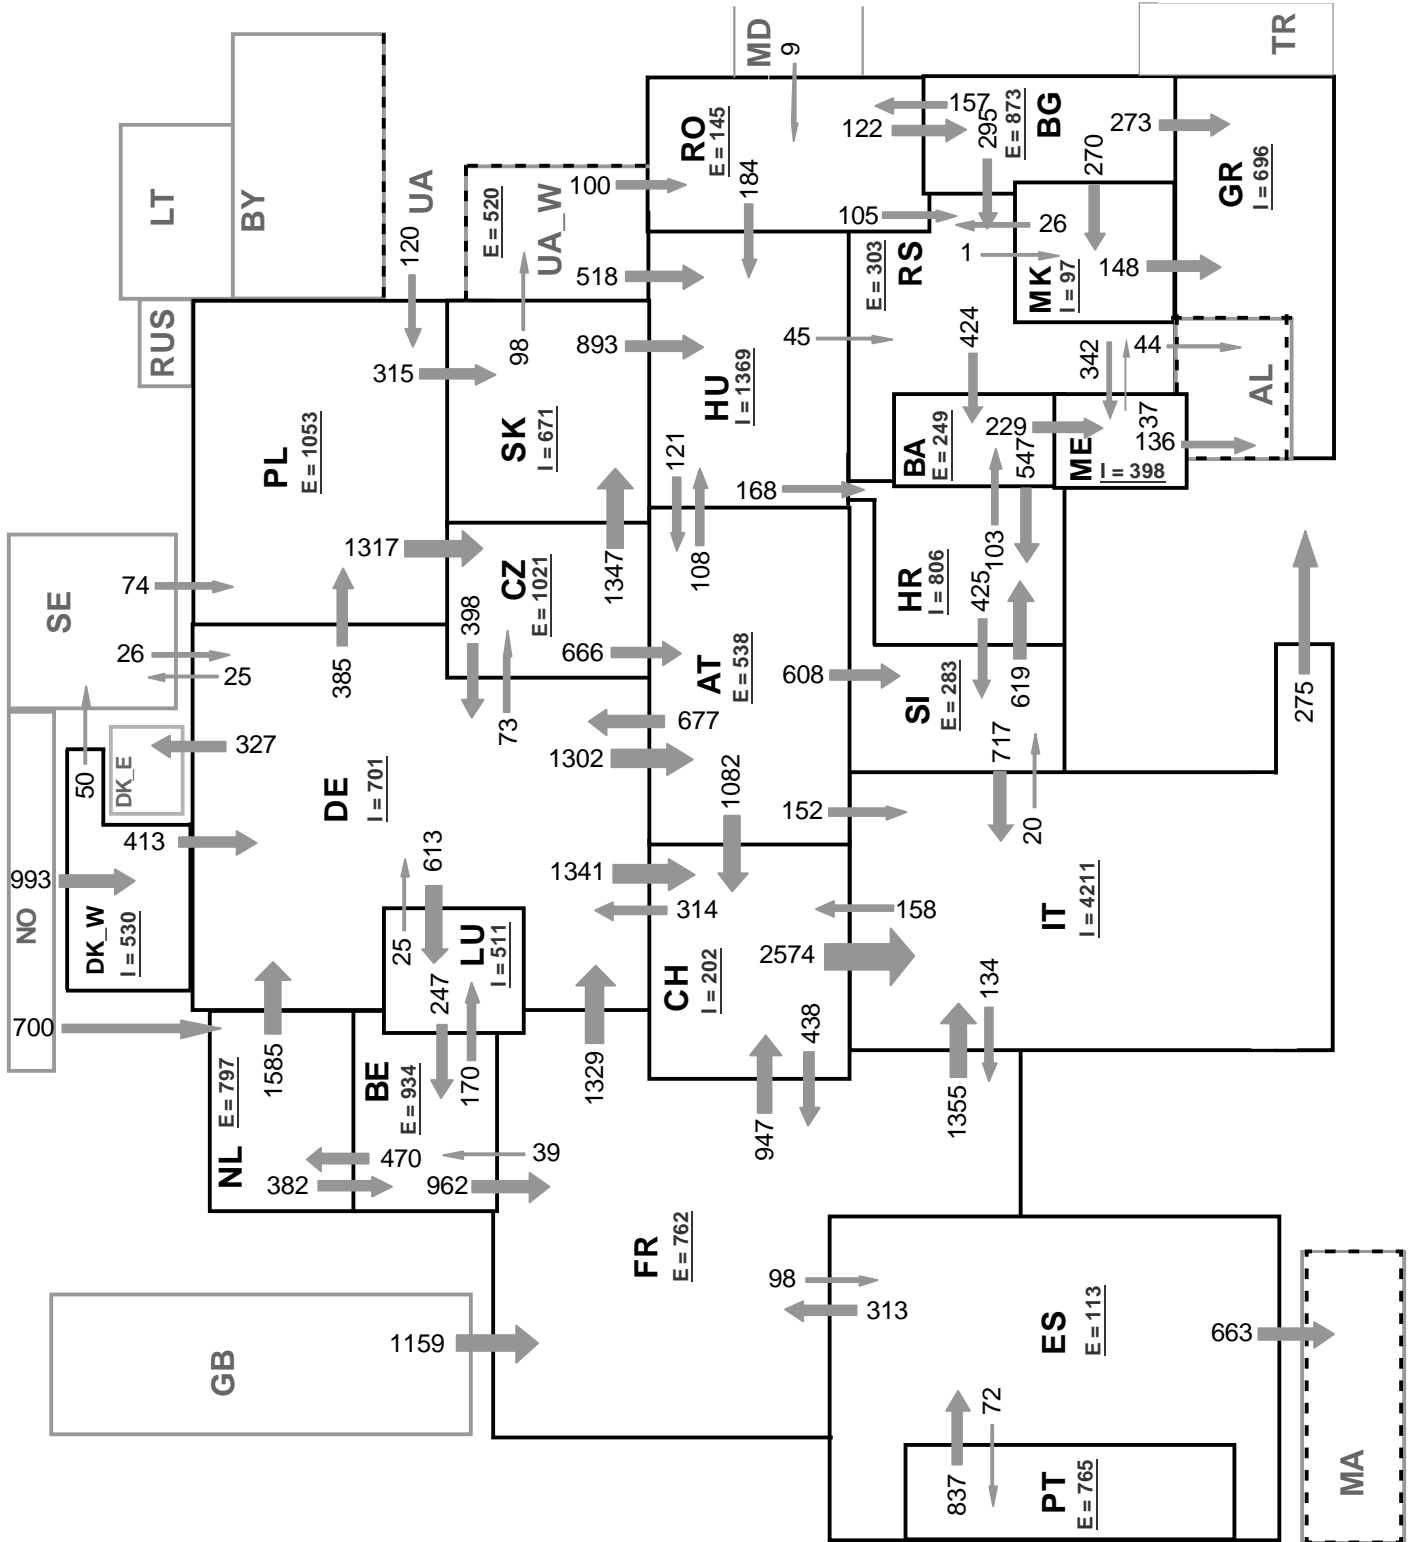 MD
9
TR
RO
E = 145
157
122
295
E = 873
BG
273
270
GR
I = 696
LT
BY
UA
120
E = 520
UA_W
100
184
105
26
1
E = 303
RS
MK
I = 97
148
518
RUS
98
893
45
424
342
44
AL
315
HU
I = 1369
PL
E = 1053
SK
I = 671
121
BA
E = 249
229
547
ME
I = 398
37
136
168
1317
1347
108
103
SE
74
CZ
E = 1021
HR
I = 806
425
398
26
25
385
666
AT
E = 538
608
SI
E = 283
619
275
73
677
717
327
1302
50
DK_E
DE
I = 701
1082
152
20
413
613
1341
993
NO
DK_W
I = 530
25
LU
I = 511
314
158
IT
I = 4211
2574
CH
I = 202
247
134
438
700
1585
E = 797
NL
BE
E = 934
170
1329
947
1355
470
39
382
962
FR
E = 762
98
313
ES
E = 113
663
1159
GB
72
837
PT
E = 765
MA